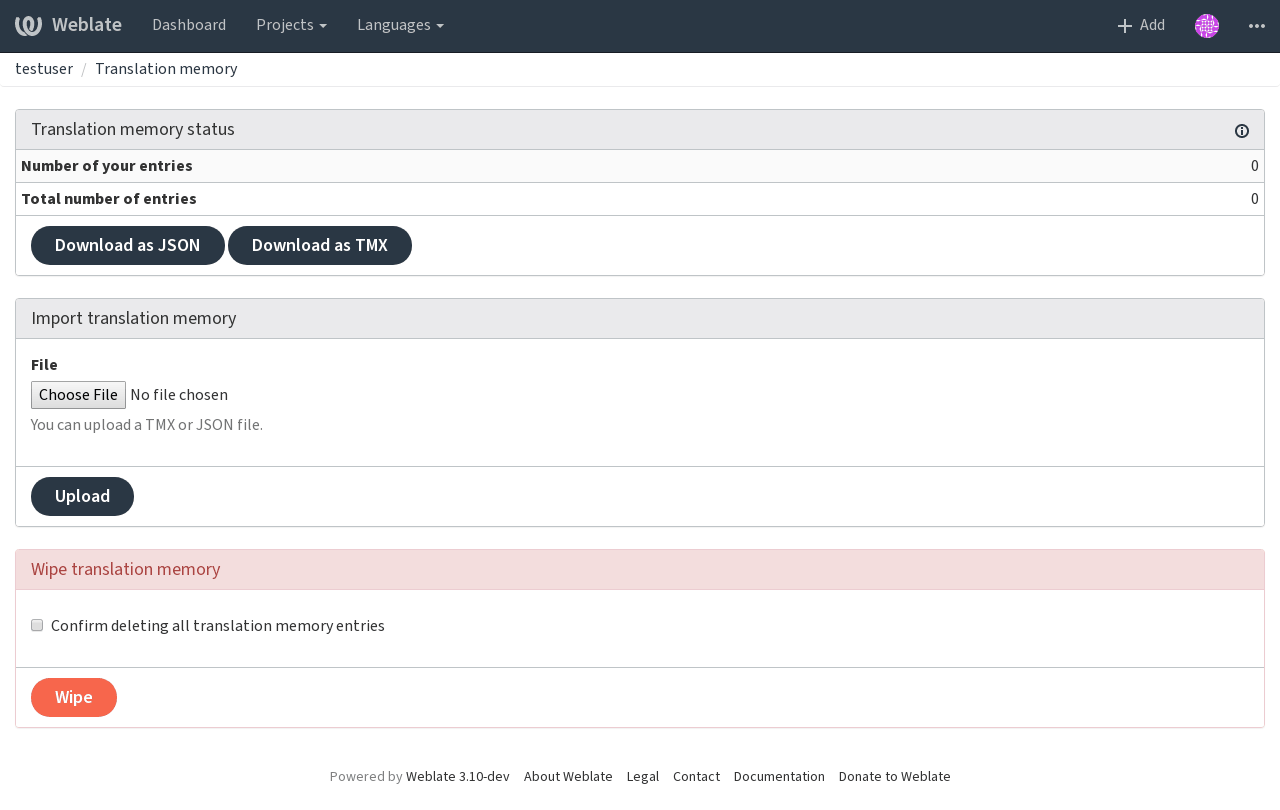 Weblate Dashboard Projects Languages Add
testuser / Translation memory
Translation memory status
Number of your entries 0
Total number of entries 0
Download as JSON Download as TMX
Import translation memory
File
Choose File No file chosen
You can upload a TMX or JSON file.
Upload
Wipe translation memory
Confirm deleting all translation memory entries
Wipe
Powered by Weblate 3.10-dev About Weblate Legal Contact Documentation Donate to Weblate